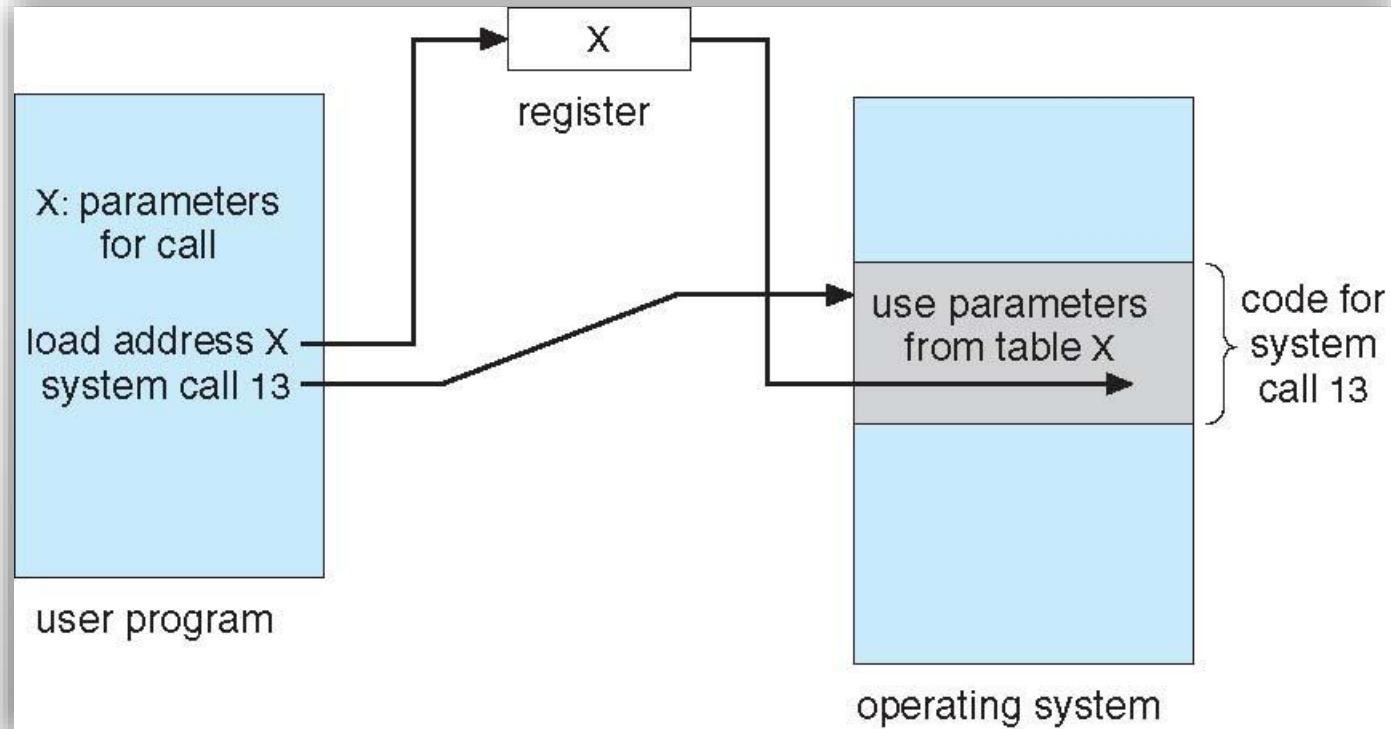 X
register
X: parameters
for call
load address X
system call 13
user program
use parameters
from table X
code for
system
call 13
operating system